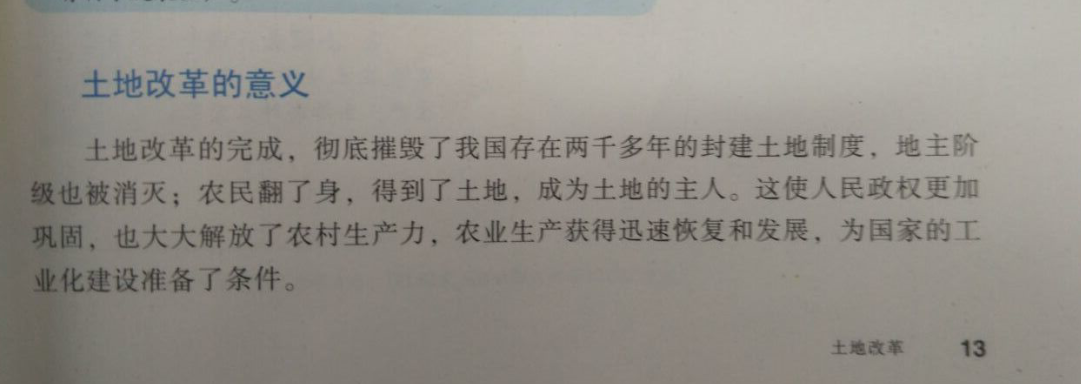 土地改革的意义
土地改革的完成，彻底摧毁了我国存在两千多年的封建土地制度，地主阶
级也被消灭；农民翻了身，得到了土地，成为土地的主人。这使人民政权更加
巩固，也大大解放了农村生产力，农业生产获得迅速恢复和发展，为国家的工
业化建设准备了条件。
土地改革 13